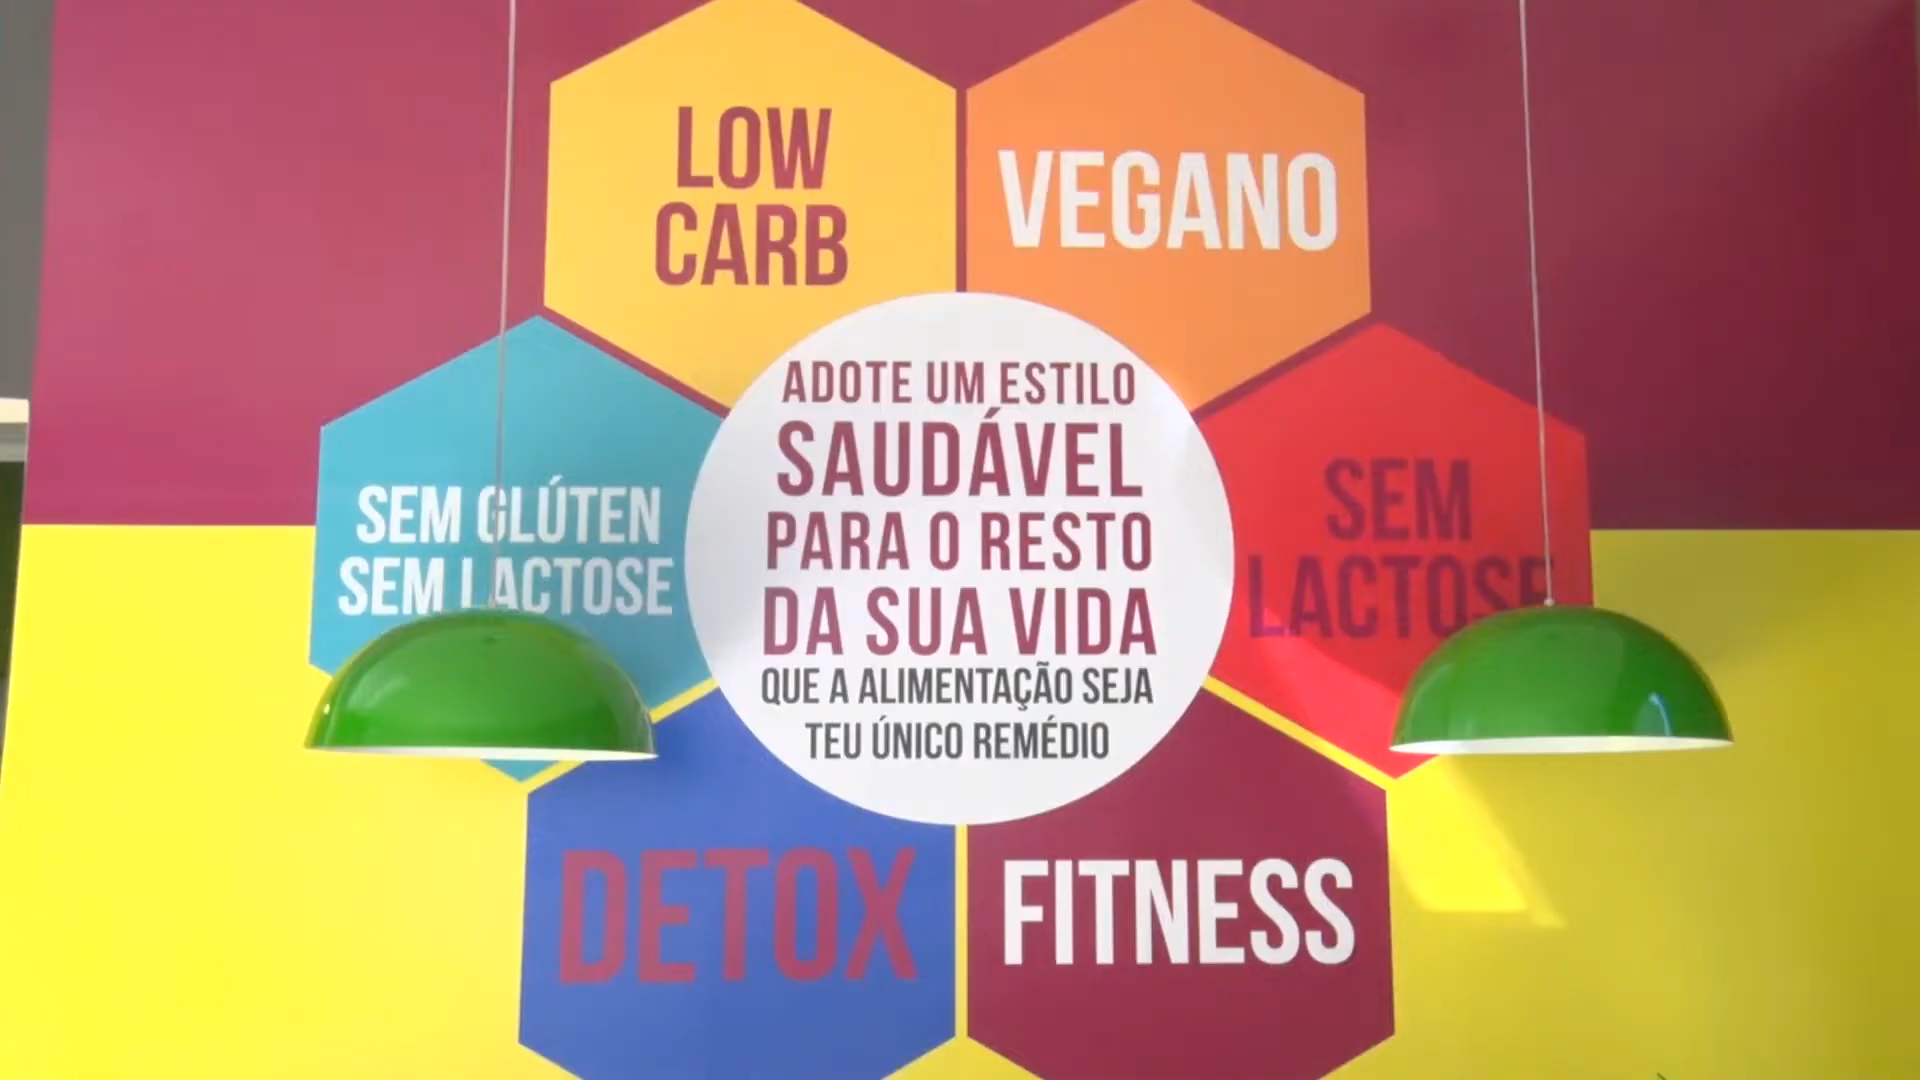 LOW
CARB
VEGANO
SEM GLÚTEN
SEM LACTOSE
ADOTE UM ESTILO
SAUDÁVEL
PARA O RESTO
DA SUA VIDA
QUE A ALIMENTAÇÃO SEJA
TEU ÚNICO REMÉDIO
SEM
LACTOSE
DETOX
FITNESS